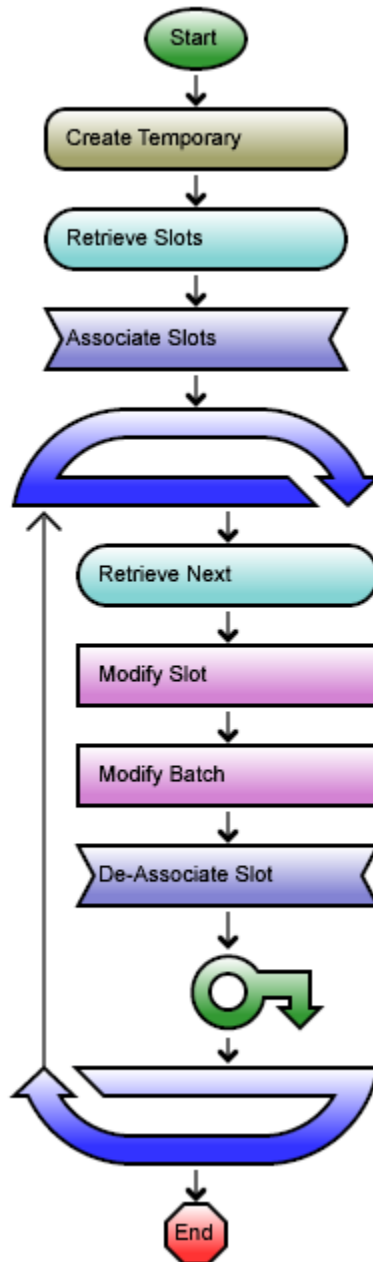 Start
Create Temporary
Retrieve Slots
Associate Slots
Retrieve Next
Modify Slot
Modify Batch
De-Associate Slot
End